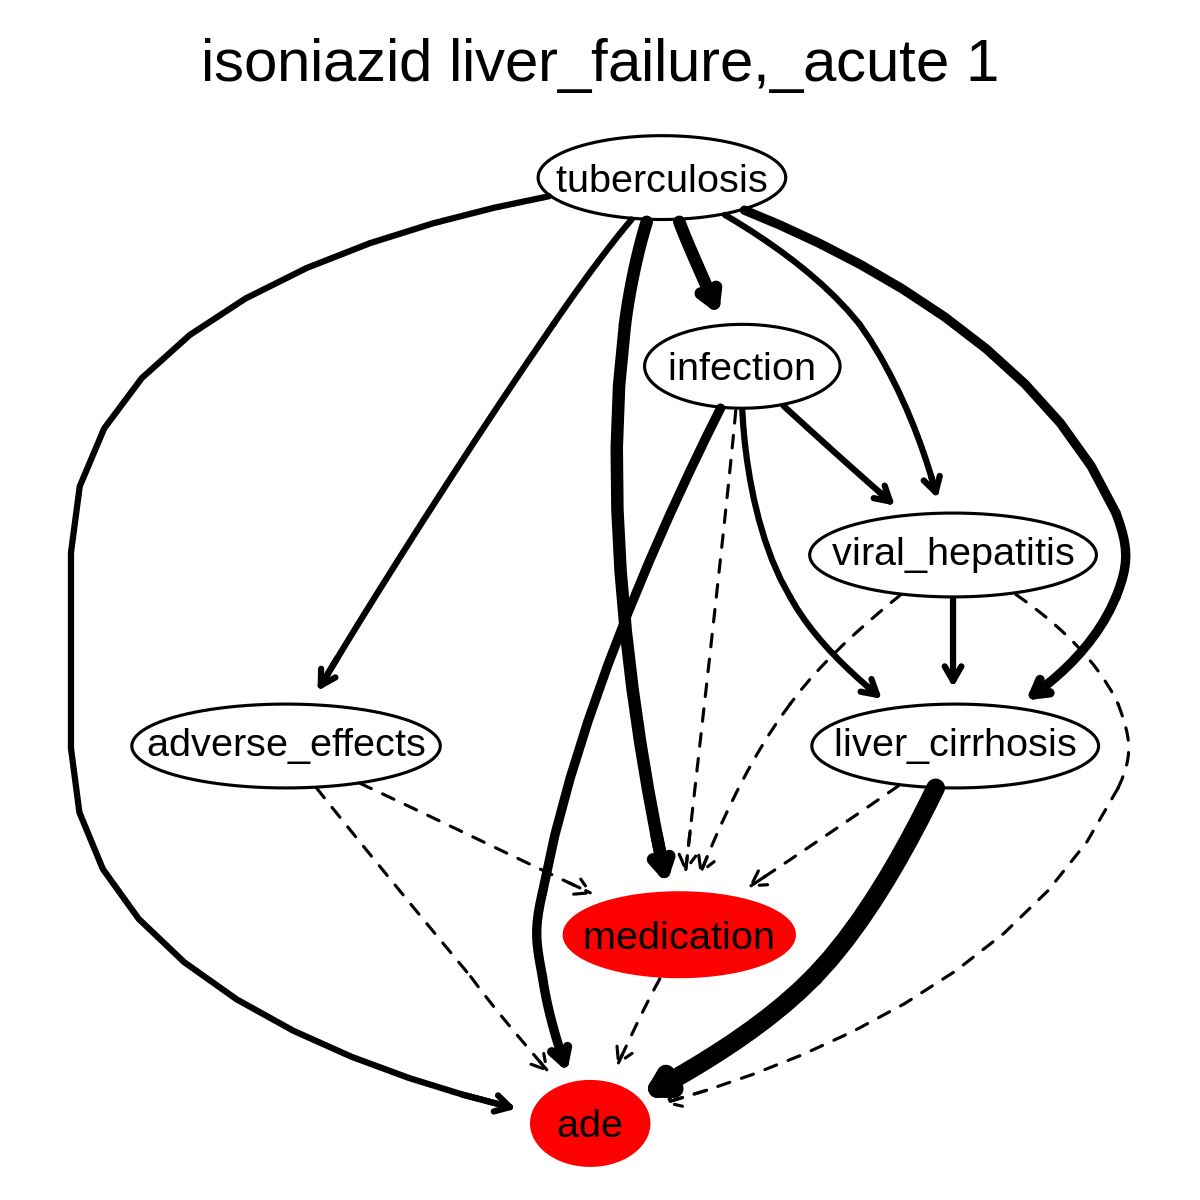 isoniazid liver_failure,_acute 1
tuberculosis
infection
viral_hepatitis
adverse_effects
liver_cirrhosis
medication
ade